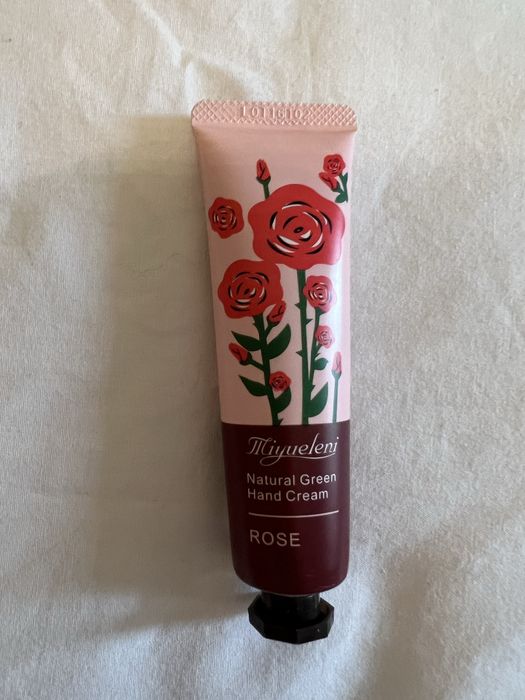 Miyueleni
Natural Green
Hand Cream
ROSE